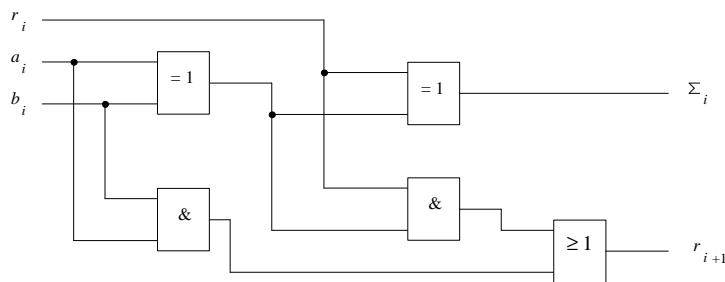 r i
a i
= 1
= 1
Σ i
b i
&
&
≥ 1
r i+1